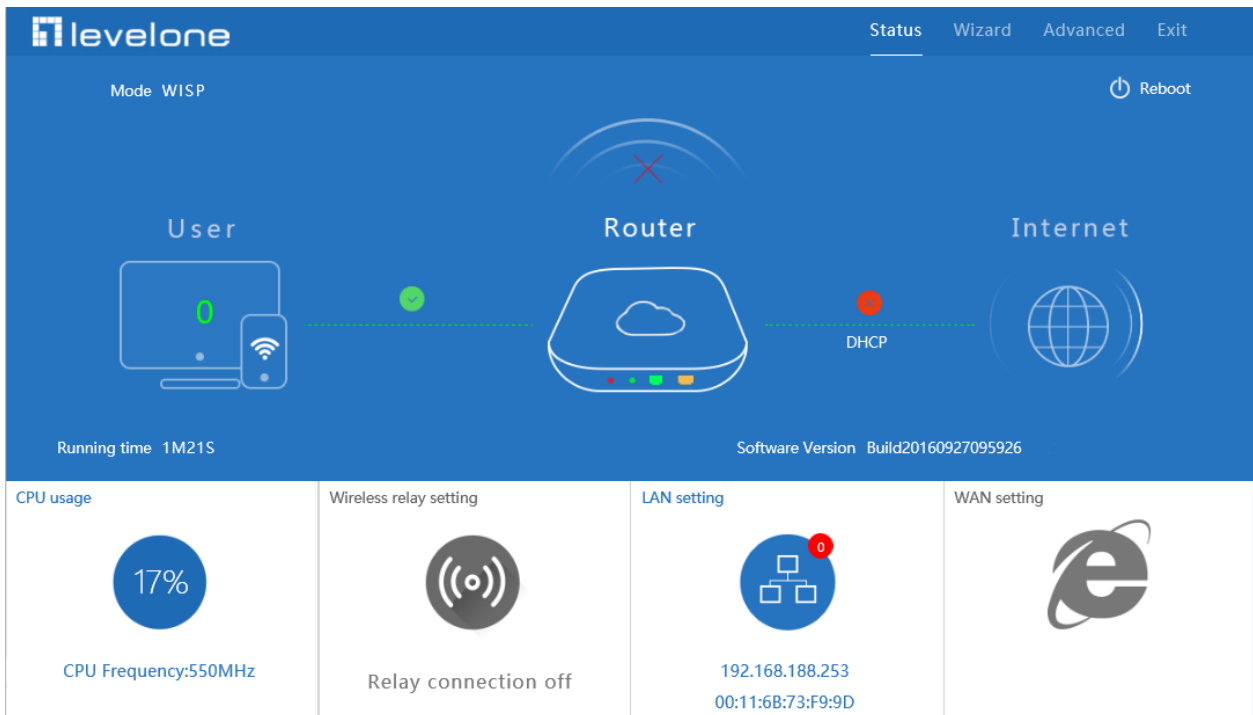 levelone
Status Wizard Advanced Exit
Mode WISP
Reboot
User Router Internet
0
DHCP
Running time 1M21S
Software Version Build20160927095926
CPU usage
Wireless relay setting
LAN setting
WAN setting
17%
0
CPU Frequency:550MHz
Relay connection off
192.168.188.253
00:11:6B:73:F9:9D